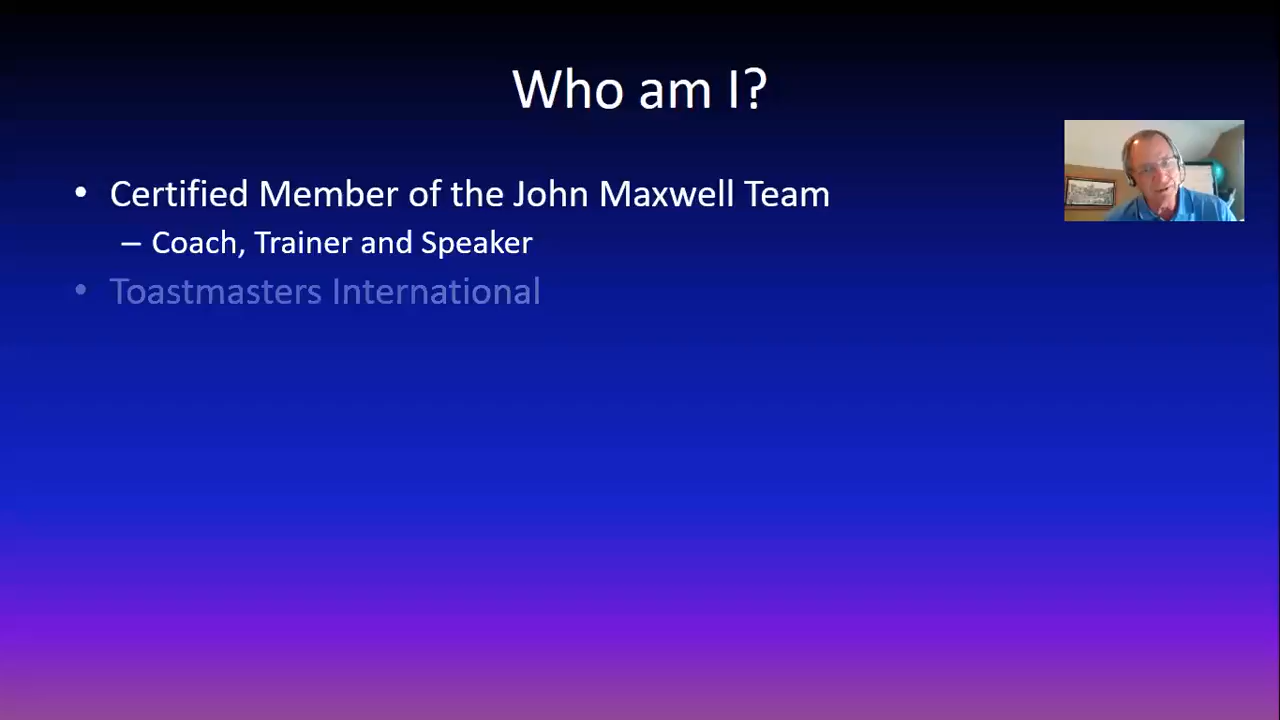 Who am I?
• Certified Member of the John Maxwell Team
– Coach, Trainer and Speaker
• Toastmasters International